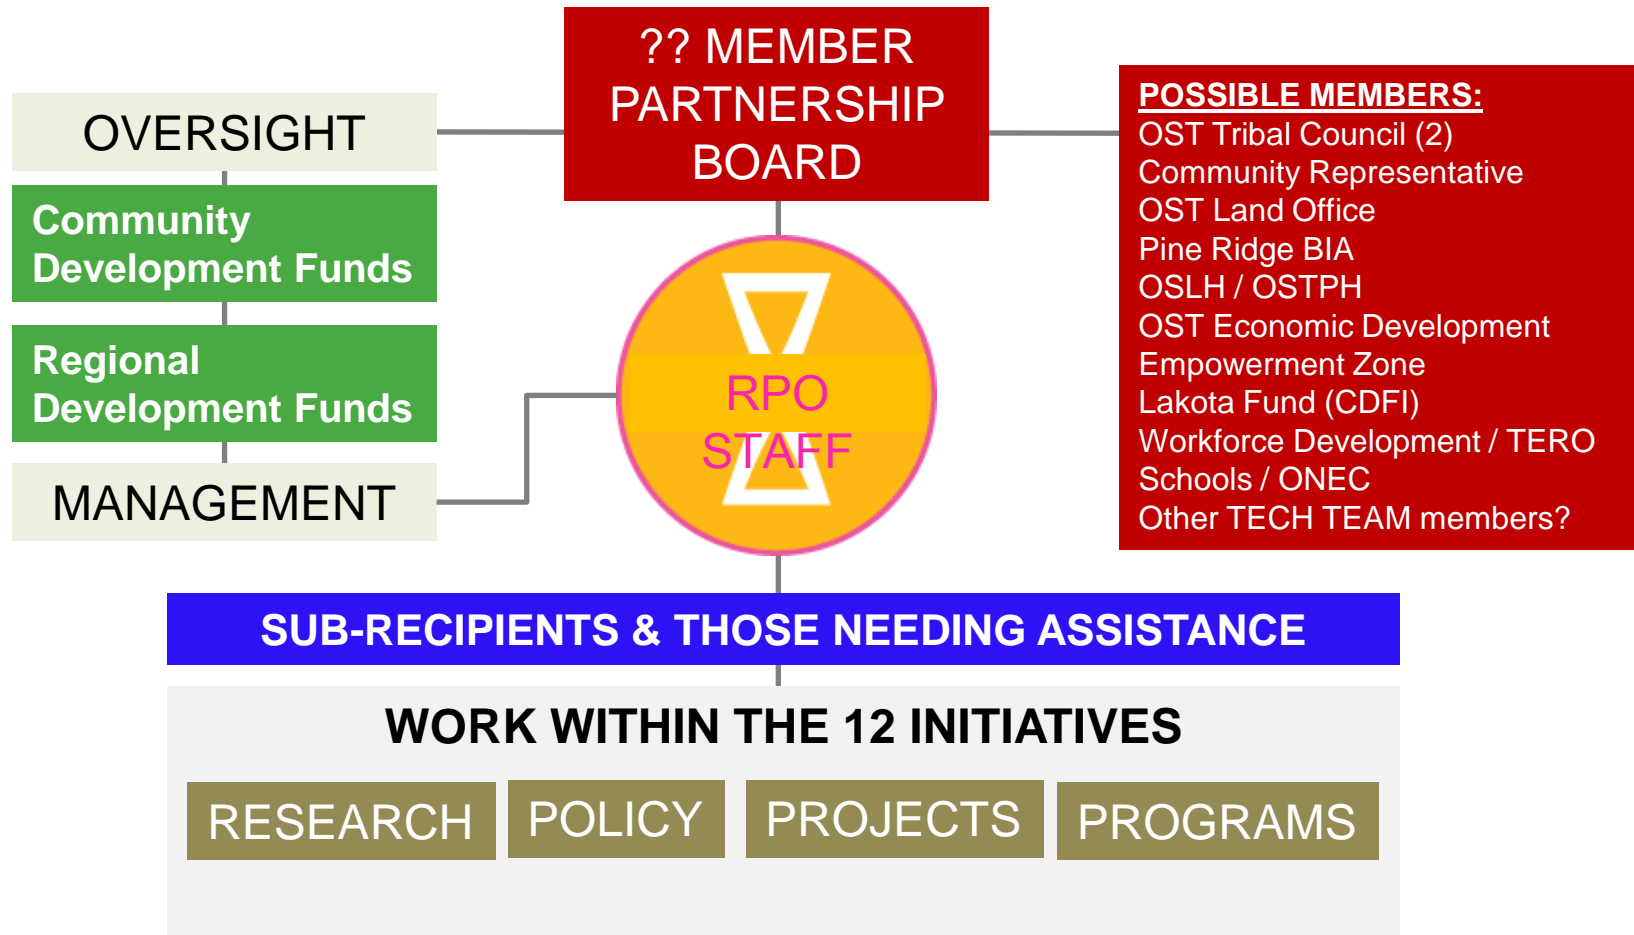 ?? MEMBER
PARTNERSHIP
BOARD
OVERSIGHT
Community
Development Funds
Regional
Development Funds
MANAGEMENT
RPO
STAFF
POSSIBLE MEMBERS:
OST Tribal Council (2)
Community Representative
OST Land Office
Pine Ridge BIA
OSLH / OSTPH
OST Economic Development
Empowerment Zone
Lakota Fund (CDFI)
Workforce Development / TERO
Schools / ONEC
Other TECH TEAM members?
SUB-RECIPIENTS & THOSE NEEDING ASSISTANCE
WORK WITHIN THE 12 INITIATIVES
RESEARCH
POLICY
PROJECTS
PROGRAMS